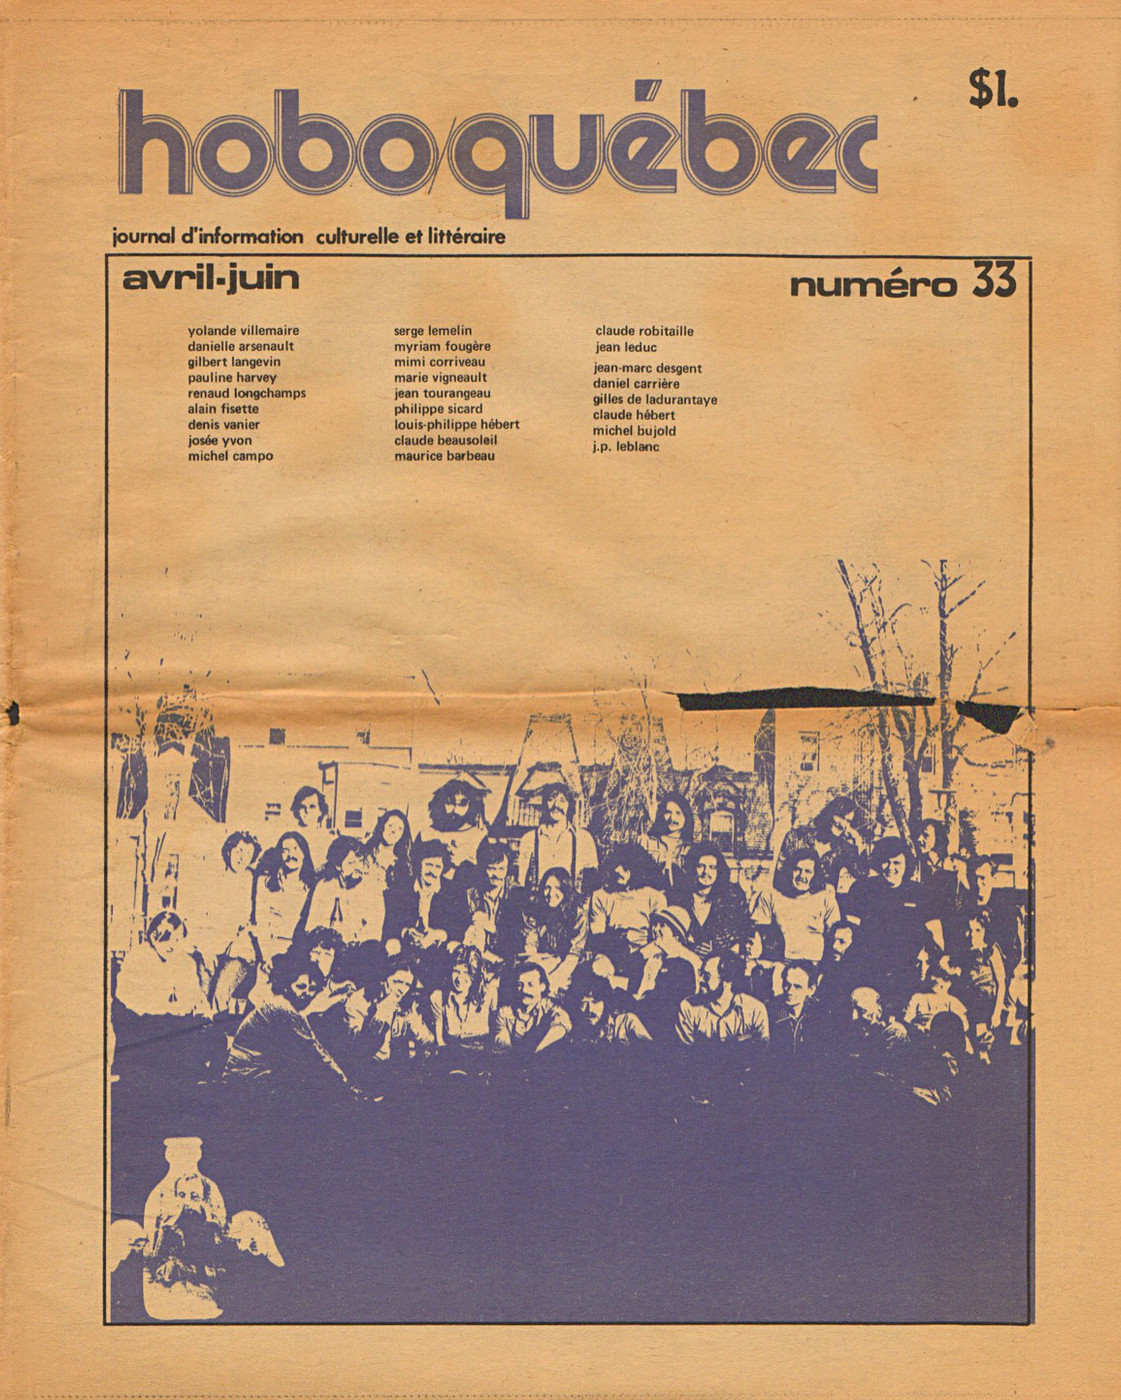 $1.
hobo/québec
journal d'information culturelle et littéraire
avril-juin
numéro 33
yolande villemaire
danielle arsenault
gilbert langevin
pauline harvey
renaud longchamps
alain fisette
denis vanier
josée yvon
michel campo
serge lemelin
myriam fougère
mimi corriveau
marie vigneault
jean tourangeau
philippe sicard
louis-philippe hébert
claude beausoleil
maurice barbeau
claude robitaille
jean leduc
jean-marc desgent
daniel carrière
gilles de ladurantaye
claude hébert
michel bujold
j.p. leblanc